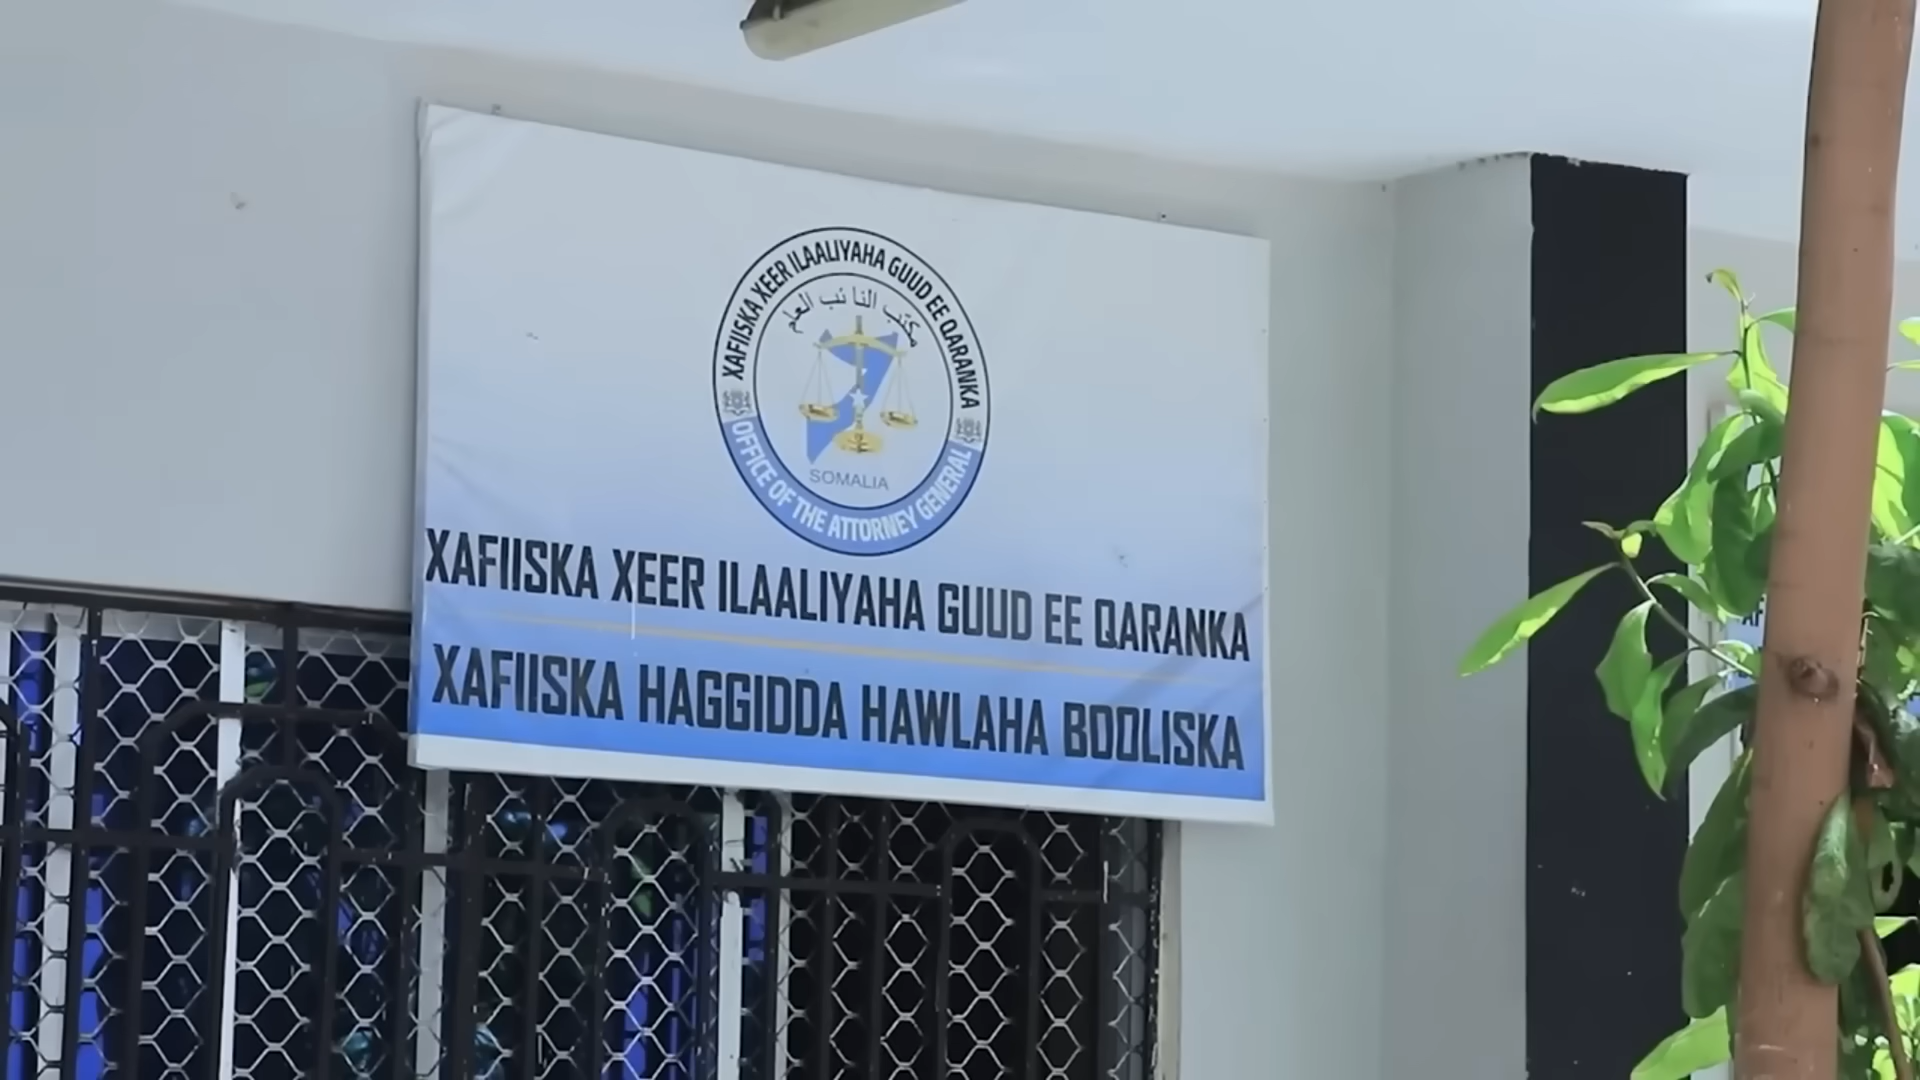 XAFIISKA XEER ILAALIYAHA GUUD EE QARANKA
مكتب النائب العام
SOMALIA
OFFICE OF THE ATTORNEY GENERAL
XAFIISKA XEER ILAALIYAHA GUUD EE QARANKA
XAFIISKA HAGGIDDA HAWLAHA BOOLISKA